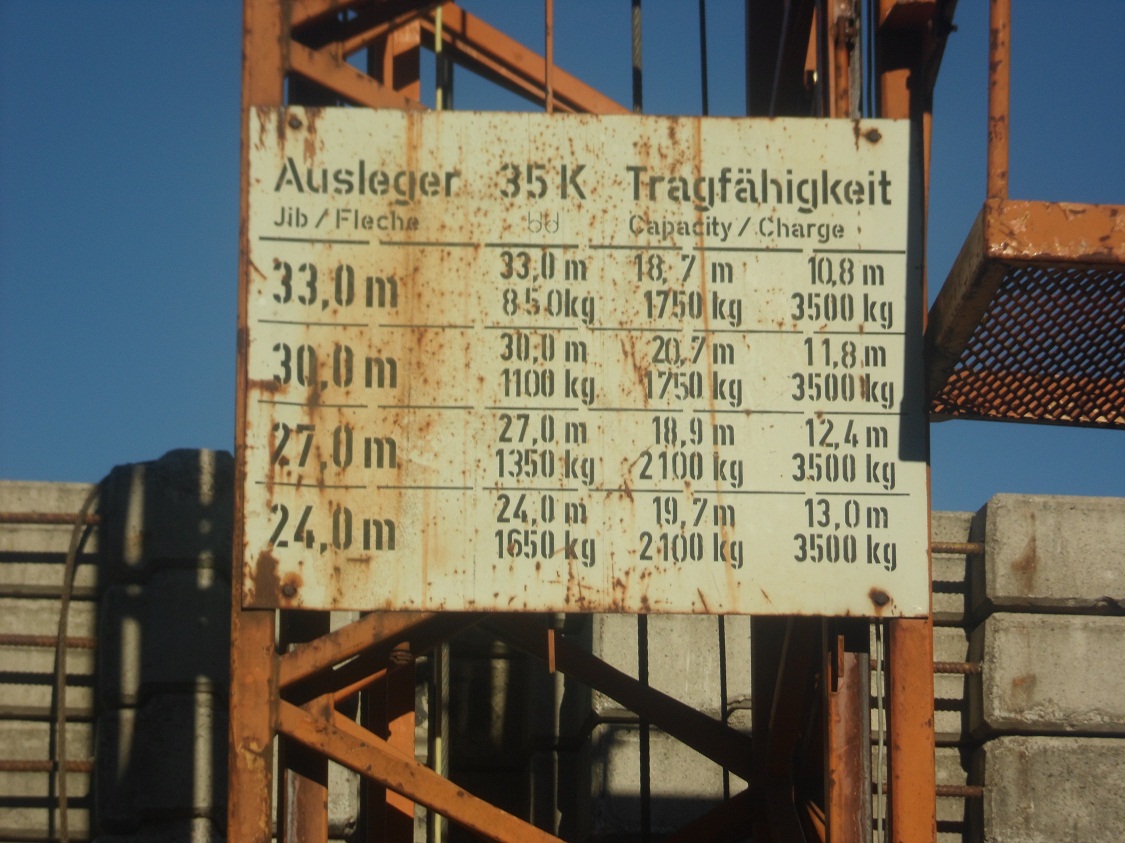 Ausleger 35 K Tragfähigkeit
Jib / Fleche Capacity / Charge
33,0 m 33,0 m 18,7 m 10,8 m
850kg 1750 kg 3500 kg
30,0 m 30,0 m 20,7 m 11,8 m
1100 kg 1750 kg 3500 kg
27,0 m 27,0 m 18,9 m 12,4 m
1350 kg 2100 kg 3500 kg
24,0 m 24,0 m 19,7 m 13,0 m
1650 kg 2100 kg 3500 kg